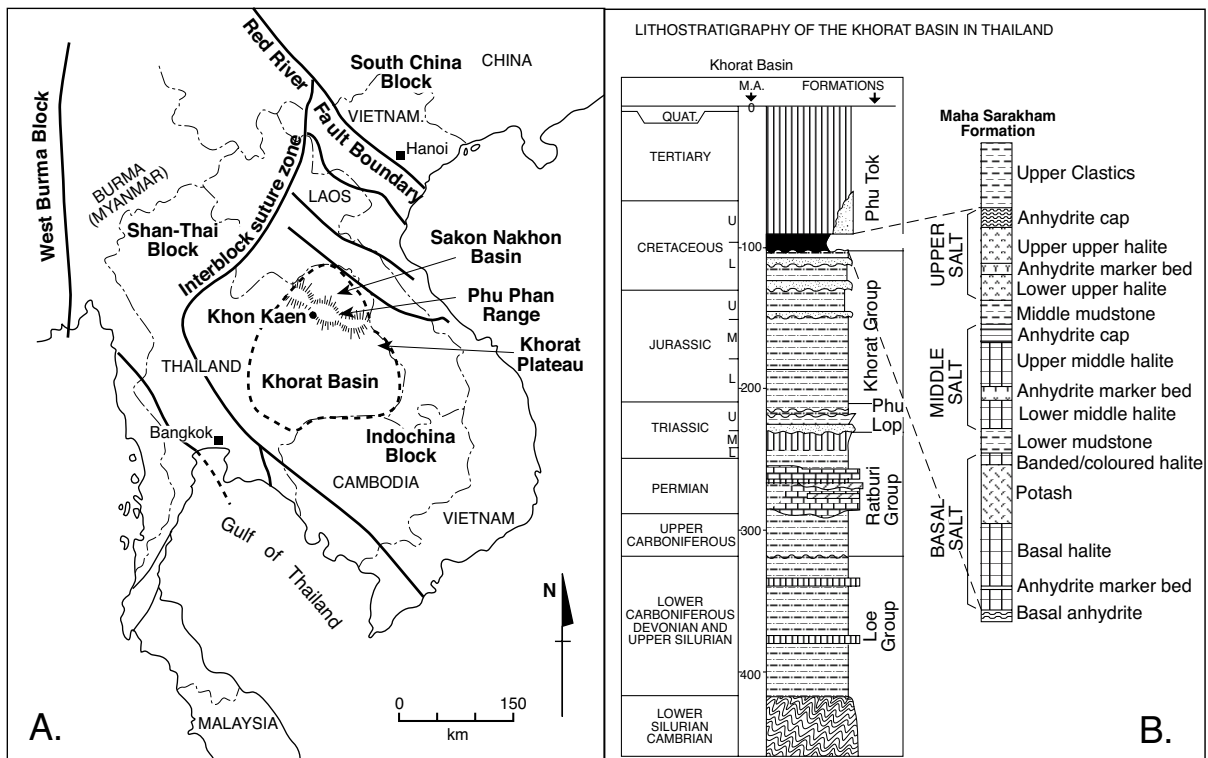 Red River
Fault Boundary
South China
Block
CHINA
VIETNAM.
Hanoi
West Burma Block
BURMA
(MYANMAR)
Interblock suture zone
LAOS
Shan-Thai
Block
Sakon Nakhon
Basin
Phu Phan
Range
Khon Kaen
Khorat
Plateau
THAILAND
Khorat Basin
Bangkok
Indochina
Block
CAMBODIA
VIETNAM
Gulf of Thailand
N
MALAYSIA
0 150
km
A.
LITHOSTRATIGRAPHY OF THE KHORAT BASIN IN THAILAND
Khorat Basin
M.A. FORMATIONS
0
QUAT.
TERTIARY
Phu Tok
U
CRETACEOUS
-100
L
U
JURASSIC
M
L
Khorat Group
-200
Phu
Lop
U
TRIASSIC
M
L
PERMIAN
Ratburi
Group
UPPER
CARBONIFEROUS
-300
LOWER
CARBONIFEROUS
DEVONIAN AND
UPPER SILURIAN
Loe
Group
-400
LOWER
SILURIAN
CAMBRIAN
Maha Sarakham
Formation
Upper Clastics
UPPER
SALT
Anhydrite cap
Upper upper halite
Anhydrite marker bed
Lower upper halite
Middle mudstone
MIDDLE
SALT
Anhydrite cap
Upper middle halite
Anhydrite marker bed
Lower middle halite
Lower mudstone
BASAL
SALT
Banded/coloured halite
Potash
Basal halite
Anhydrite marker bed
Basal anhydrite
B.